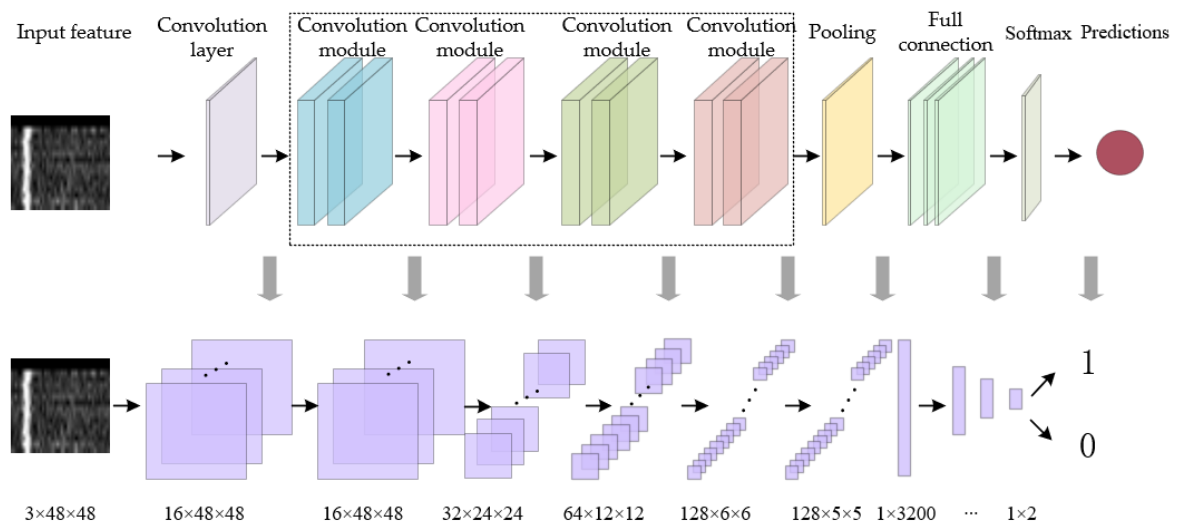 Input feature
Convolution
layer
Convolution
module
Convolution
module
Convolution
module
Convolution
module
Pooling
Full
connection
Softmax
Predictions
1
0
3×48×48
16×48×48
16×48×48
32×24×24
64×12×12
128×6×6
128×5×5
1×3200
···
1×2